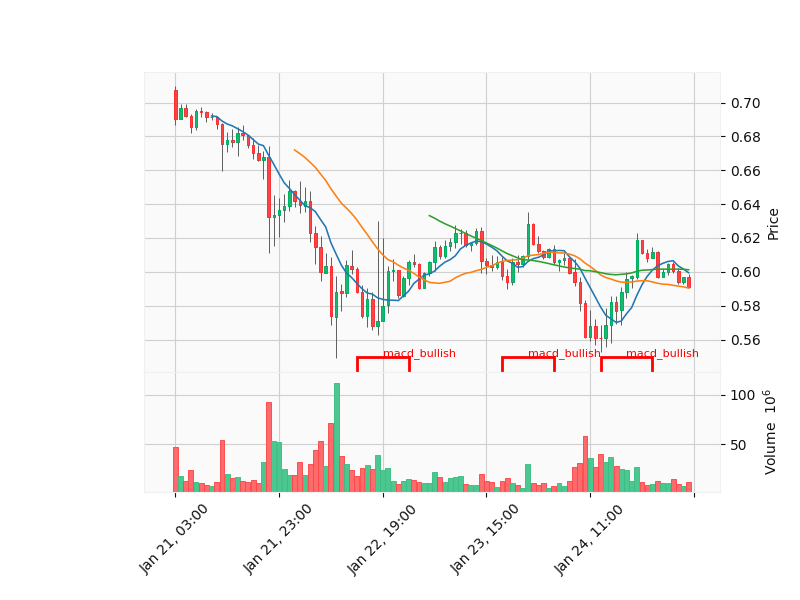 0.70
0.68
0.66
0.64
0.62
0.60
0.58
0.56
Price
macd_bullish
macd_bullish
macd_bullish
100
50
Volume 10^6
Jan 21, 03:00
Jan 21, 23:00
Jan 22, 19:00
Jan 23, 15:00
Jan 24, 11:00